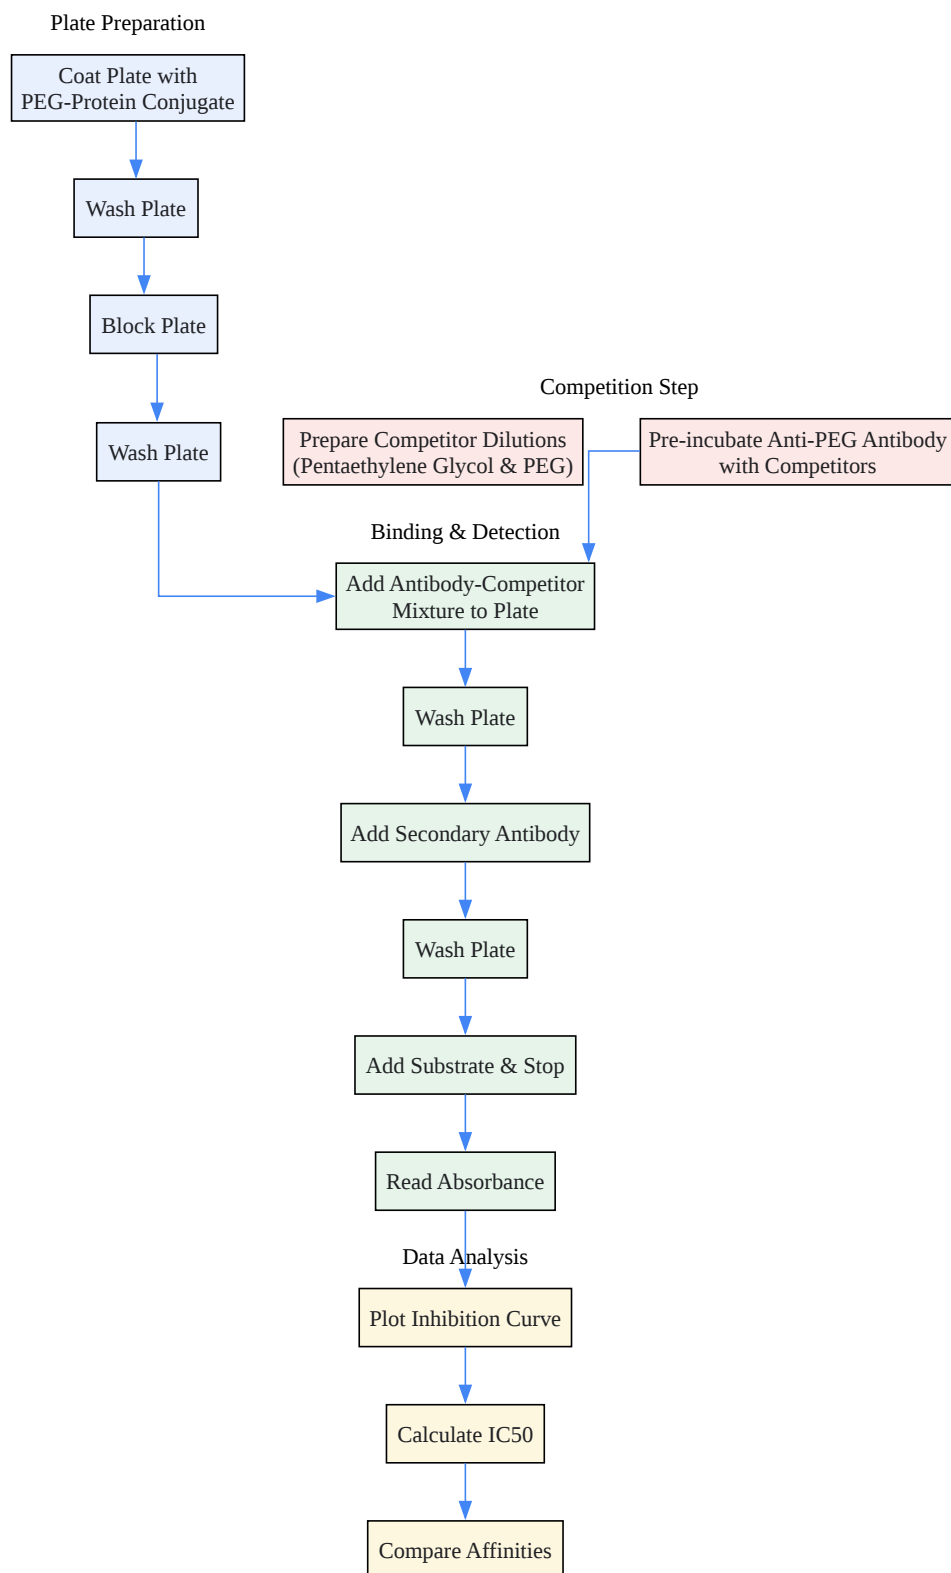 Plate Preparation
Coat Plate with
PEG-Protein Conjugate
Wash Plate
Block Plate
Wash Plate
Competition Step
Prepare Competitor Dilutions
(Pentaethylene Glycol & PEG)
Pre-incubate Anti-PEG Antibody
with Competitors
Binding & Detection
Add Antibody-Competitor
Mixture to Plate
Wash Plate
Add Secondary Antibody
Wash Plate
Add Substrate & Stop
Read Absorbance
Data Analysis
Plot Inhibition Curve
Calculate IC50
Compare Affinities